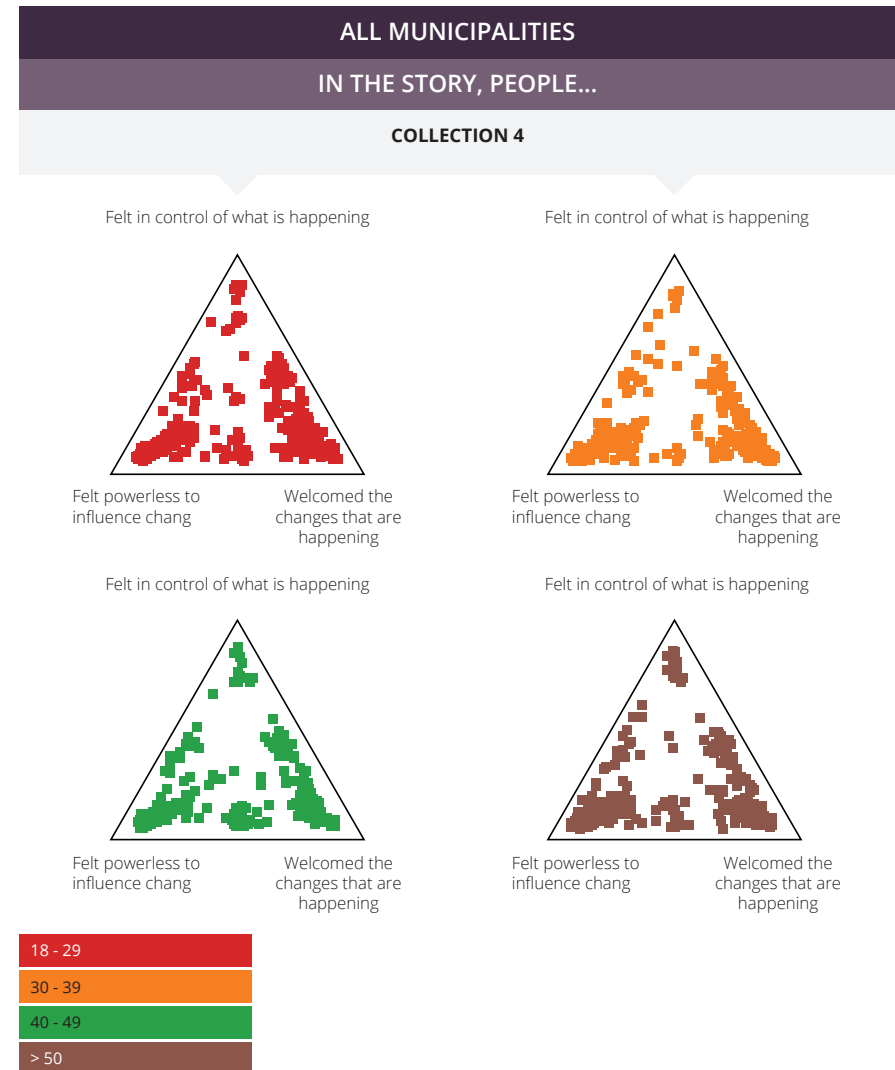 ALL MUNICIPALITIES
IN THE STORY, PEOPLE...
COLLECTION 4
Felt in control of what is happening
Felt powerless to
influence chang
Welcomed the
changes that are
happening
Felt in control of what is happening
Felt powerless to
influence chang
Welcomed the
changes that are
happening
Felt in control of what is happening
Felt powerless to
influence chang
Welcomed the
changes that are
happening
Felt in control of what is happening
Felt powerless to
influence chang
Welcomed the
changes that are
happening
18 - 29
30 - 39
40 - 49
> 50